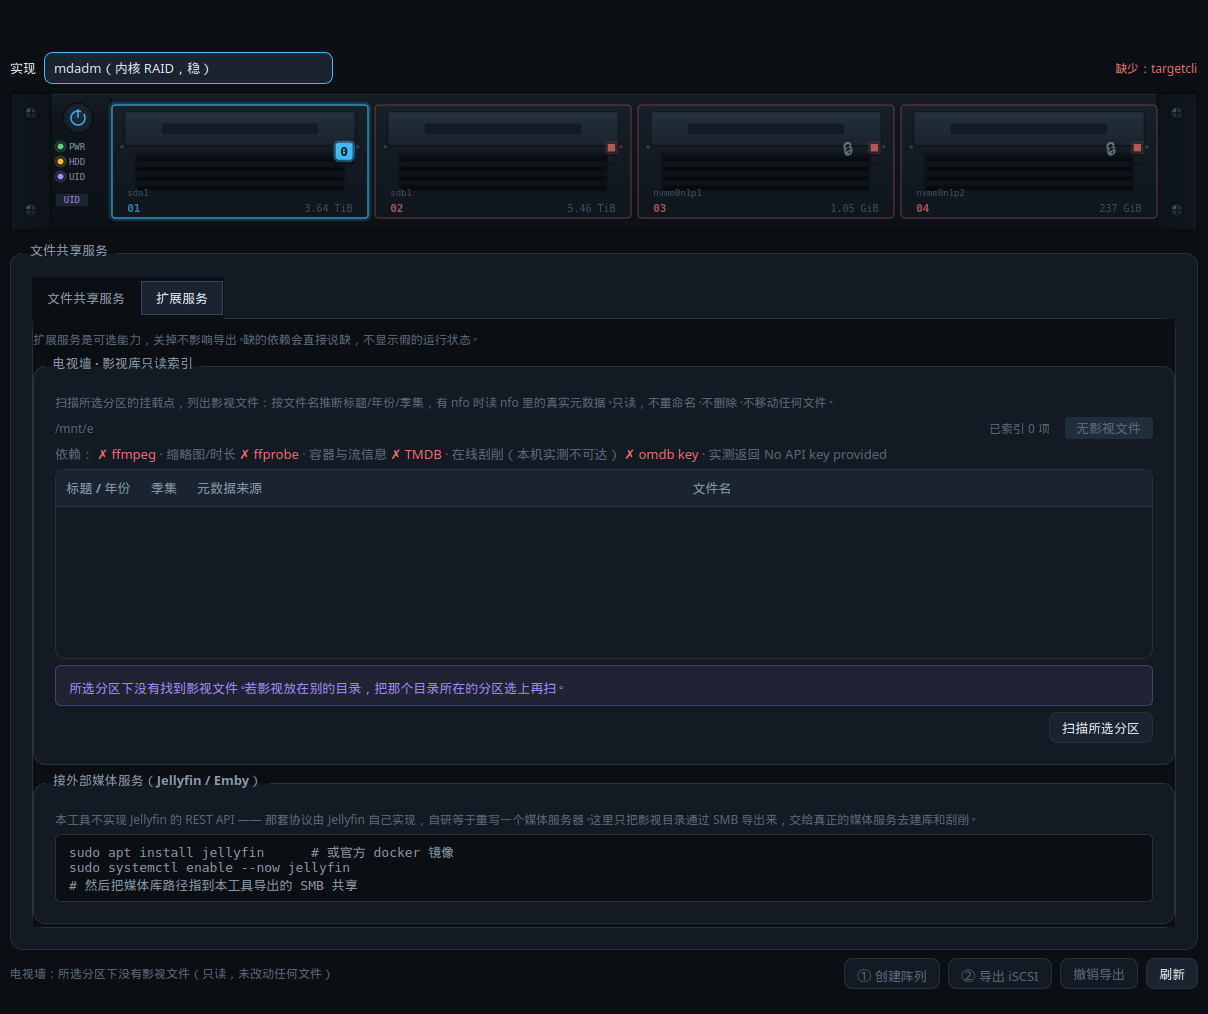 实现 mdadm（内核 RAID，稳） 缺少：targetcli
PWR
HDD
UID
UID
0
sda1
01 3.64 TiB
sdb1
02 5.46 TiB
nvme0n1p1
03 1.05 GiB
nvme0n1p2
04 237 GiB
文件共享服务
文件共享服务 扩展服务
扩展服务是可选能力，关掉不影响导出。缺的依赖会直接说缺，不显示假的运行状态。
电视墙 · 影视库只读索引
扫描所选分区的挂载点，列出影视文件：按文件名推断标题/年份/季集，有 nfo 时读 nfo 里的真实元数据。只读，不重命名、不删除、不移动任何文件。
/mnt/e 已索引 0 项 无影视文件
依赖： ✗ ffmpeg · 缩略图/时长 ✗ ffprobe · 容器与流信息 ✗ TMDB · 在线刮削（本机实测不可达） ✗ omdb key · 实测返回 No API key provided
标题 / 年份 季集 元数据来源 文件名
所选分区下没有找到影视文件。若影视放在别的目录，把那个目录所在的分区选上再扫。
扫描所选分区
接外部媒体服务（Jellyfin / Emby）
本工具不实现 Jellyfin 的 REST API —— 那套协议由 Jellyfin 自己实现，自研等于重写一个媒体服务器。这里只把影视目录通过 SMB 导出来，交给真正的媒体服务去建库和刮削。
sudo apt install jellyfin # 或官方 docker 镜像
sudo systemctl enable --now jellyfin
# 然后把媒体库路径指到本工具导出的 SMB 共享
电视墙：所选分区下没有影视文件（只读，未改动任何文件） ① 创建阵列 ② 导出 iSCSI 撤销导出 刷新